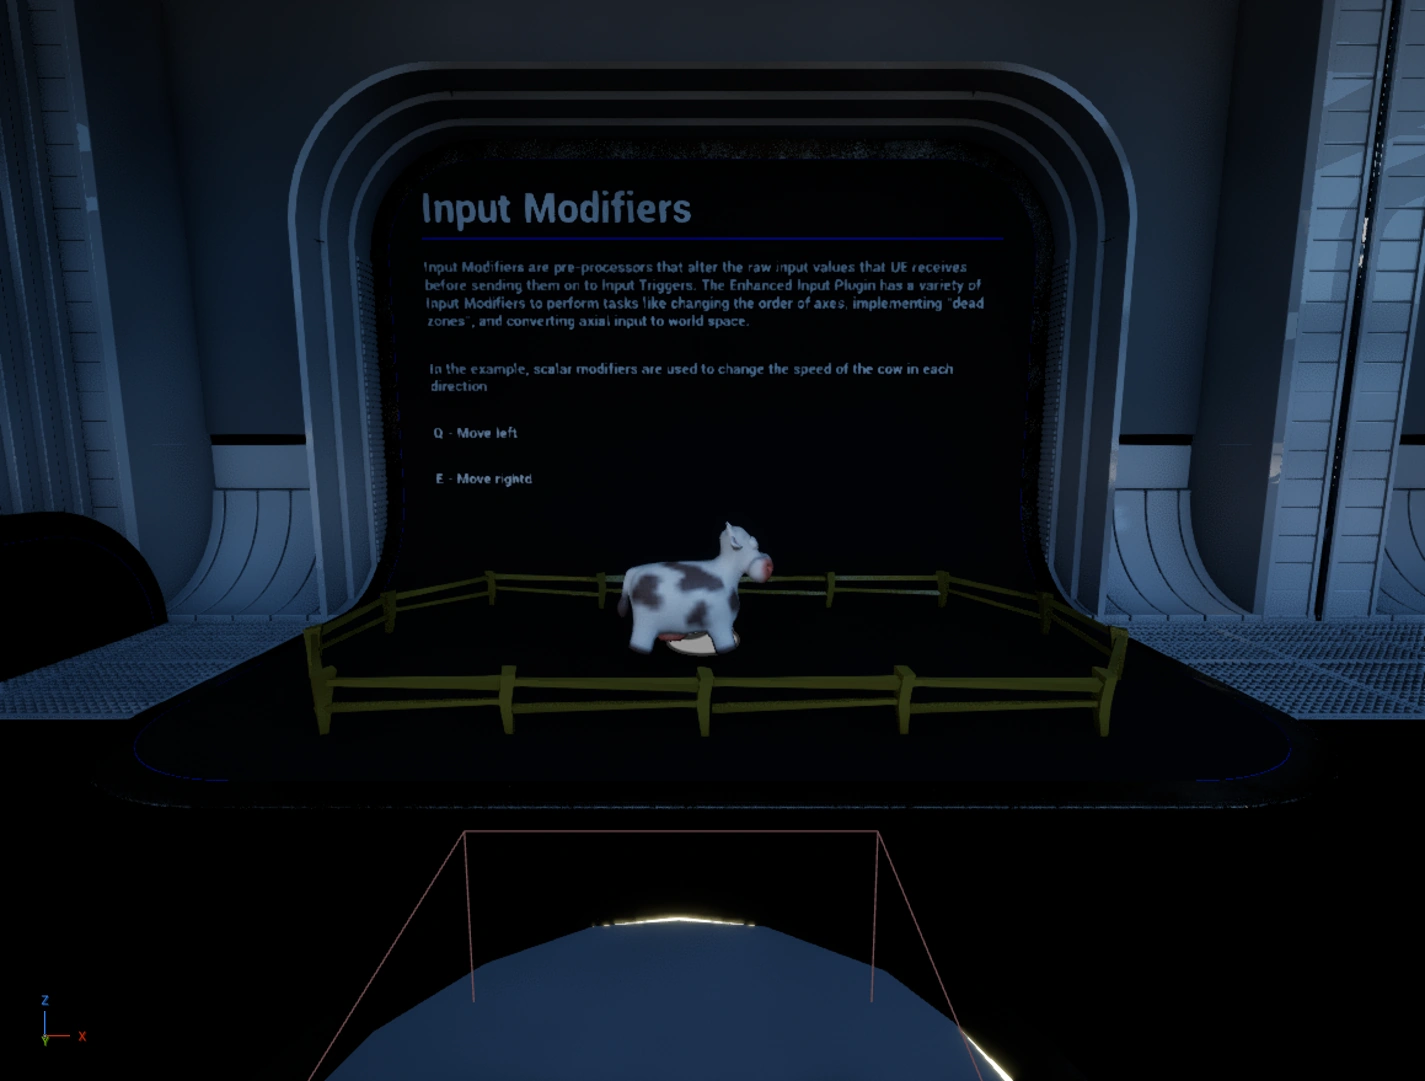 Input Modifiers
Input Modifiers are pre-processors that alter the raw input values that UE receives
before sending them on to Input Triggers. The Enhanced Input Plugin has a variety of
Input Modifiers to perform tasks like changing the order of axes, implementing "dead
zones", and converting axial input to world space.
In the example, scalar modifiers are used to change the speed of the cow in each
direction
Q - Move left
E - Move rightd
Z
X
Y